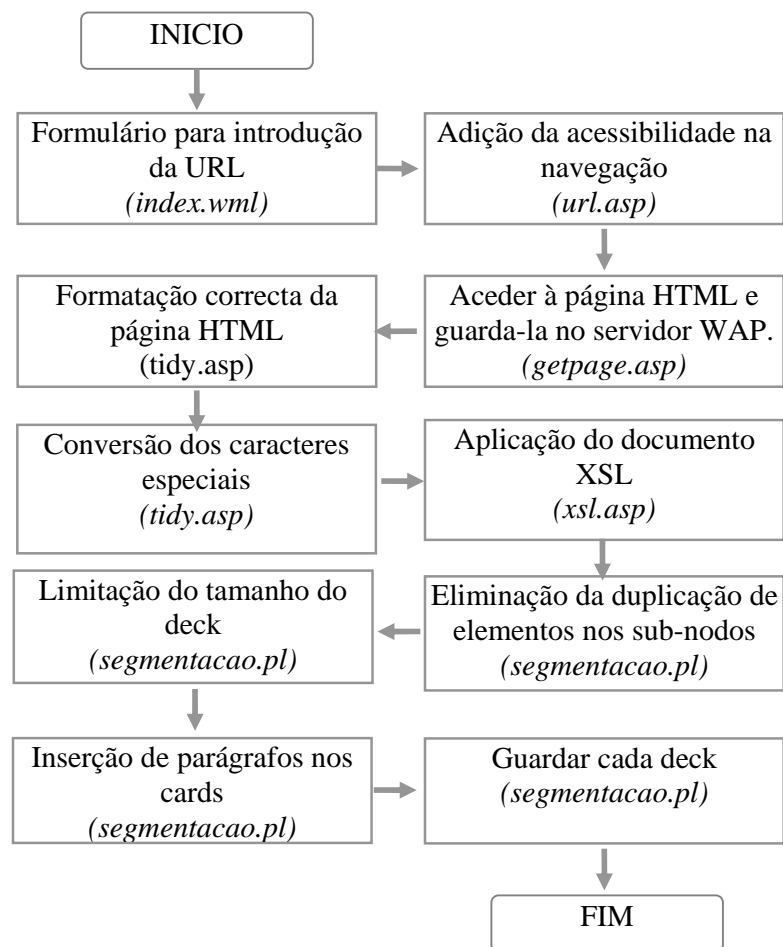 INICIO
Formulário para introdução
da URL
(index.wml)
Adição da acessibilidade na
navegação
(url.asp)
Formatação correcta da
página HTML
(tidy.asp)
Aceder à página HTML e
guarda-la no servidor WAP.
(getpage.asp)
Conversão dos caracteres
especiais
(tidy.asp)
Aplicação do documento
XSL
(xsl.asp)
Limitação do tamanho do
deck
(segmentacao.pl)
Eliminação da duplicação de
elementos nos sub-nodos
(segmentacao.pl)
Inserção de parágrafos nos
cards
(segmentacao.pl)
Guardar cada deck
(segmentacao.pl)
FIM